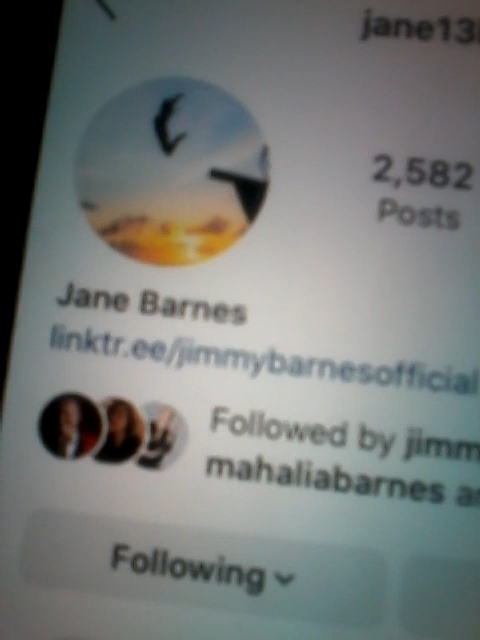 jane13
2,582
Posts
Jane Barnes
linktr.ee/jimmybarnesofficial
Followed by jimm
mahaliabarnes a
Following